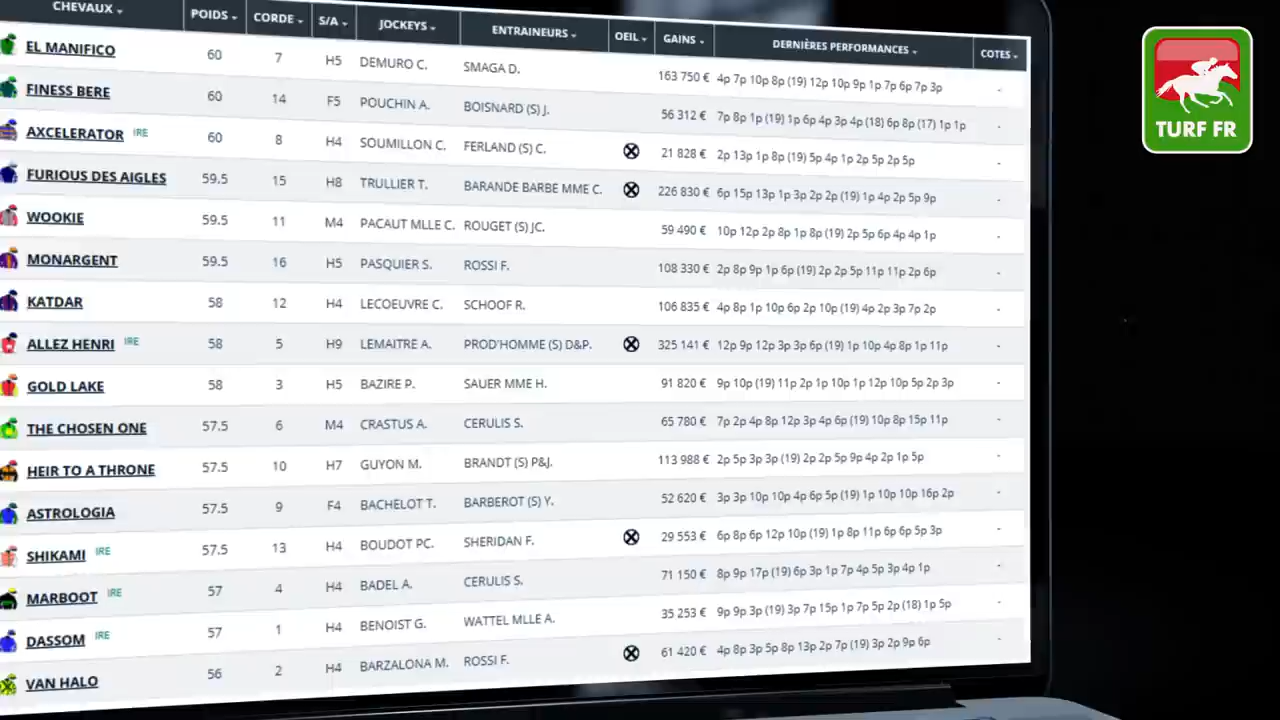 CHEVAUX POIDS CORDE S/A JOCKEYS ENTRAINEURS OEIL GAINS DERNIÈRES PERFORMANCES COTES
EL MANIFICO 60 7 H5 DEMURO C. SMAGA D. 163 750 € 4p 7p 10p 8p (19) 12p 10p 9p 1p 7p 6p 7p 3p -
FINESS BERE 60 14 F5 POUCHIN A. BOISNARD (S) J. 56 312 € 7p 8p 1p (19) 1p 6p 4p 3p 4p (18) 6p 8p (17) 1p 1p -
AXCELERATOR IRE 60 8 H4 SOUMILLON C. FERLAND (S) C. 21 828 € 2p 13p 1p 8p (19) 5p 4p 1p 2p 5p 2p 5p -
FURIOUS DES AIGLES 59.5 15 H8 TRULLIER T. BARANDE BARBE MME C. 226 830 € 6p 15p 13p 1p 3p 2p 2p (19) 1p 4p 2p 5p 9p -
WOOKIE 59.5 11 M4 PACAUT MLLE C. ROUGET (S) JC. 59 490 € 10p 12p 2p 8p 1p 8p (19) 2p 5p 6p 4p 4p 1p -
MONARGENT 59.5 16 H5 PASQUIER S. ROSSI F. 108 330 € 2p 8p 9p 1p 6p (19) 2p 2p 5p 11p 11p 2p 6p -
KATDAR 58 12 H4 LECOEUVRE C. SCHOOF R. 106 835 € 4p 8p 1p 10p 6p 2p 10p (19) 4p 2p 3p 7p 2p -
ALLEZ HENRI IRE 58 5 H9 LEMAITRE A. PROD'HOMME (S) D&P. 325 141 € 12p 9p 12p 3p 3p 6p (19) 1p 10p 4p 8p 1p 11p -
GOLD LAKE 58 3 H5 BAZIRE P. SAUER MME H. 91 820 € 9p 10p (19) 11p 2p 1p 10p 1p 12p 10p 5p 2p 3p -
THE CHOSEN ONE 57.5 6 M4 CRASTUS A. CERULIS S. 65 780 € 7p 2p 4p 8p 12p 3p 4p 6p (19) 10p 8p 15p 11p -
HEIR TO A THRONE 57.5 10 H7 GUYON M. BRANDT (S) P&J. 113 988 € 2p 5p 3p 3p (19) 2p 2p 5p 9p 4p 2p 1p 5p -
ASTROLOGIA 57.5 9 F4 BACHELOT T. BARBEROT (S) Y. 52 620 € 3p 3p 10p 10p 4p 6p 5p (19) 1p 10p 10p 16p 2p -
SHIKAMI IRE 57.5 13 H4 BOUDOT PC. SHERIDAN F. 29 553 € 6p 8p 6p 12p 10p (19) 1p 8p 11p 6p 6p 5p 3p -
MARBOOT IRE 57 4 H4 BADEL A. CERULIS S. 71 150 € 8p 9p 17p (19) 6p 3p 1p 7p 4p 5p 3p 4p 1p -
DASSOM IRE 57 1 H4 BENOIST G. WATTEL MLLE A. 35 253 € 9p 9p 3p (19) 3p 7p 15p 1p 7p 5p 2p (18) 1p 5p -
VAN HALO 56 2 H4 BARZALONA M. ROSSI F. 61 420 € 4p 8p 3p 5p 8p 13p 2p 7p (19) 3p 2p 9p 6p -
TURF FR